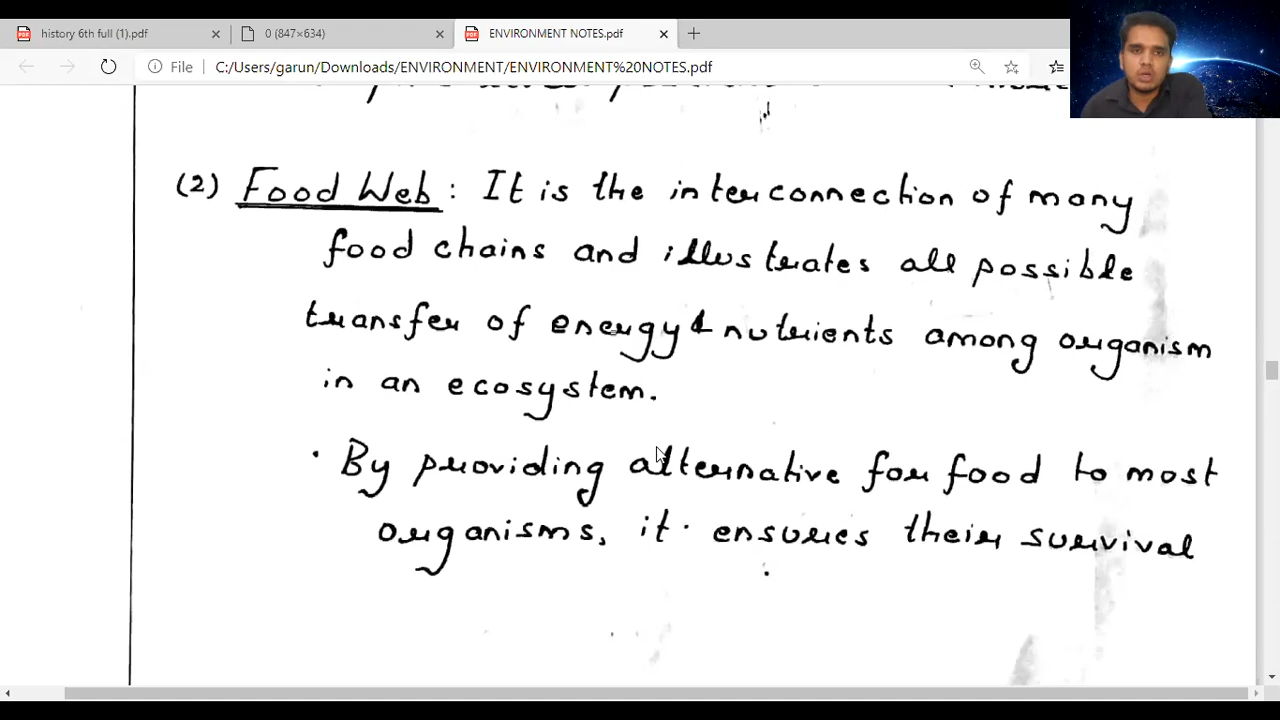 history 6th full (1).pdf
0 (847×634)
ENVIRONMENT NOTES.pdf
File
C:/Users/garun/Downloads/ENVIRONMENT/ENVIRONMENT%20NOTES.pdf
(2) Food Web : It is the interconnection of many
food chains and illustrates all possible
transfer of energy & nutrients among organism
in an ecosystem.
· By providing alternative for food to most
organisms, it ensures their survival